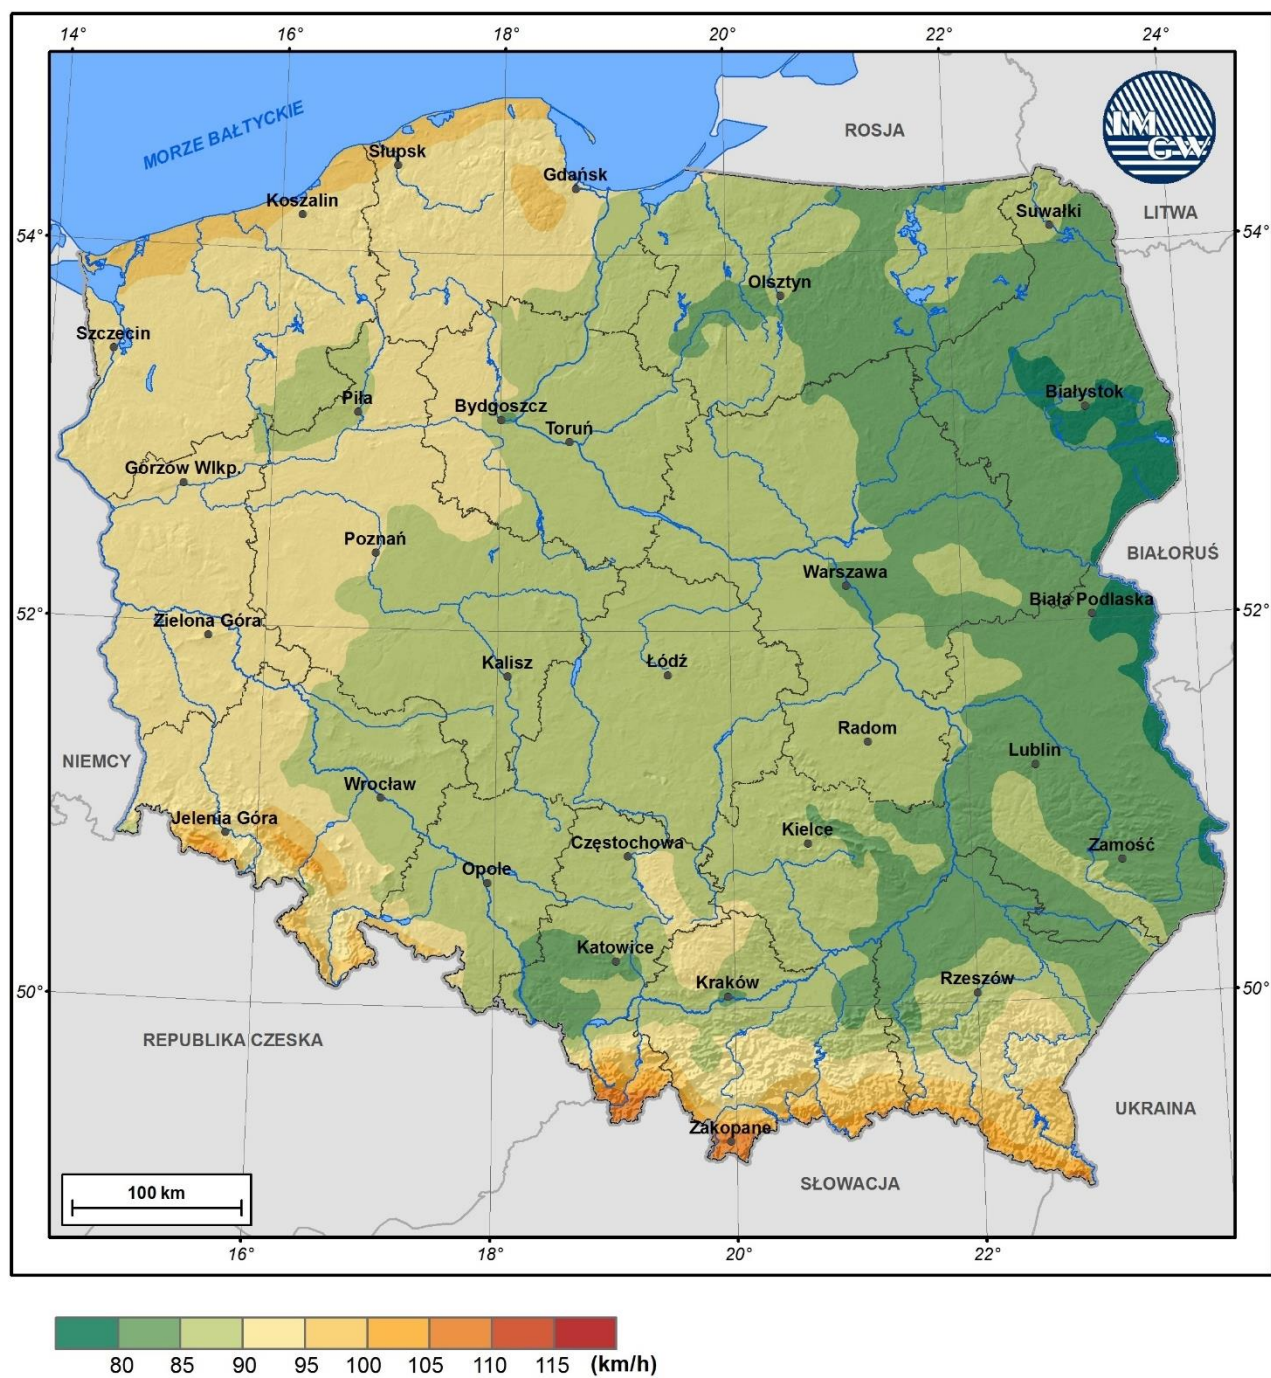 14° 16° 18° 20° 22° 24°
IM
GW
ROSJA
MORZE BAŁTYCKIE
Słupsk
Gdańsk
Koszalin
Suwałki
LITWA
54° 54°
Olsztyn
Szczecin
Białystok
Piła
Bydgoszcz
Toruń
Gorzów Wlkp.
Poznań
BIAŁORUŚ
Warszawa
Biała Podlaska
52° 52°
Zielona Góra
Kalisz
Łódź
Radom
Lublin
NIEMCY
Wrocław
Jelenia Góra
Kielce
Częstochowa
Zamość
Opole
Katowice
Kraków
Rzeszów
50° 50°
REPUBLIKA CZESKA
UKRAINA
Zakopane
SŁOWACJA
100 km
16° 18° 20° 22°
80 85 90 95 100 105 110 115 (km/h)